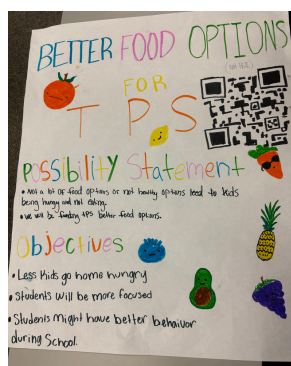 BETTER FOOD OPTIONS
FOR
T P.S
Possibility Statement
• Not a lot of food options or not healthy options lead to kids
being hungry and not eating.
• We will be finding TPS better food options.
Objectives
• Less kids go home hungry
• Students will be more focused
• Students might have better behaivor
during School.